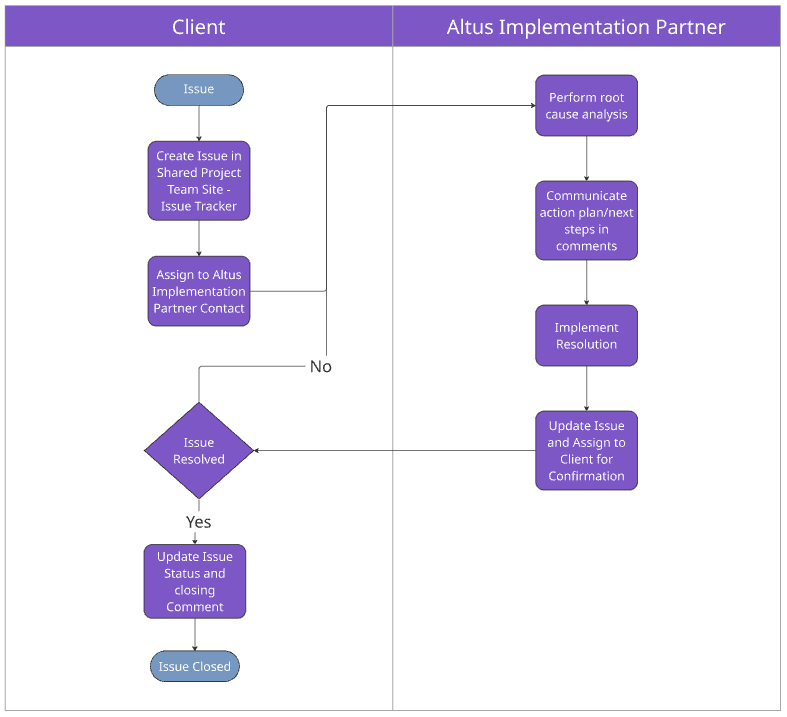 Client
Altus Implementation Partner
Issue
Create Issue in
Shared Project
Team Site -
Issue Tracker
Assign to Altus
Implementation
Partner Contact
Perform root
cause analysis
Communicate
action plan/next
steps in
comments
Implement
Resolution
Update Issue
and Assign to
Client for
Confirmation
No
Issue
Resolved
Yes
Update Issue
Status and
closing
Comment
Issue Closed